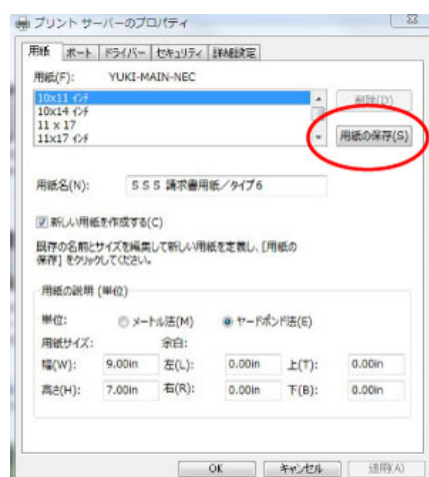 プリント サーバーのプロパティ
用紙 ポート ドライバー セキュリティ 詳細設定
用紙(F): YUKI-MAIN-NEC
10x11 インチ
10x14 インチ
11 x 17
11x17 インチ
削除(D)
用紙の保存(S)
用紙名(N): ＳＳＳ 請求書用紙／タイプ６
新しい用紙を作成する(C)
既存の名前とサイズを編集して新しい用紙を定義し、[用紙の
保存] をクリックしてください。
用紙の説明 (単位)
単位: メートル法(M) ヤードポンド法(E)
用紙サイズ: 余白:
幅(W): 9.00in 左(L): 0.00in 上(T): 0.00in
高さ(H): 7.00in 右(R): 0.00in 下(B): 0.00in
OK キャンセル 適用(A)